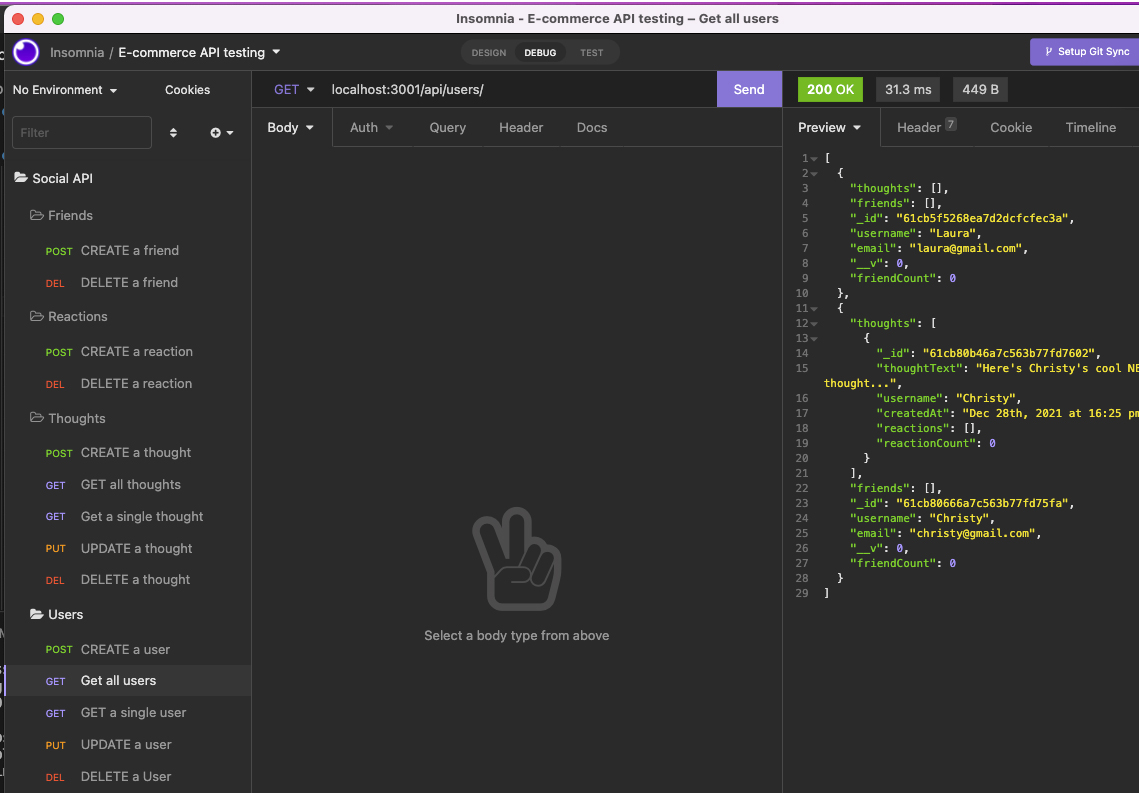 Insomnia - E-commerce API testing – Get all users
Insomnia / E-commerce API testing
DESIGN DEBUG TEST
Setup Git Sync
No Environment
Cookies
GET localhost:3001/api/users/
Send
200 OK 31.3 ms 449 B
Filter
Body Auth Query Header Docs
Preview Header 7 Cookie Timeline
Social API
Friends
POST CREATE a friend
DEL DELETE a friend
Reactions
POST CREATE a reaction
DEL DELETE a reaction
Thoughts
POST CREATE a thought
GET GET all thoughts
GET Get a single thought
PUT UPDATE a thought
DEL DELETE a thought
Users
POST CREATE a user
GET Get all users
GET GET a single user
PUT UPDATE a user
DEL DELETE a User
Select a body type from above
1 [
2 {
3 "thoughts": [],
4 "friends": [],
5 "_id": "61cb5f5268ea7d2dcfcfec3a",
6 "username": "Laura",
7 "email": "laura@gmail.com",
8 "__v": 0,
9 "friendCount": 0
10 },
11 {
12 "thoughts": [
13 {
14 "_id": "61cb80b46a7c563b77fd7602",
15 "thoughtText": "Here's Christy's cool NE
thought...",
16 "username": "Christy",
17 "createdAt": "Dec 28th, 2021 at 16:25 pm
18 "reactions": [],
19 "reactionCount": 0
20 }
21 ],
22 "friends": [],
23 "_id": "61cb80666a7c563b77fd75fa",
24 "username": "Christy",
25 "email": "christy@gmail.com",
26 "__v": 0,
27 "friendCount": 0
28 }
29 ]